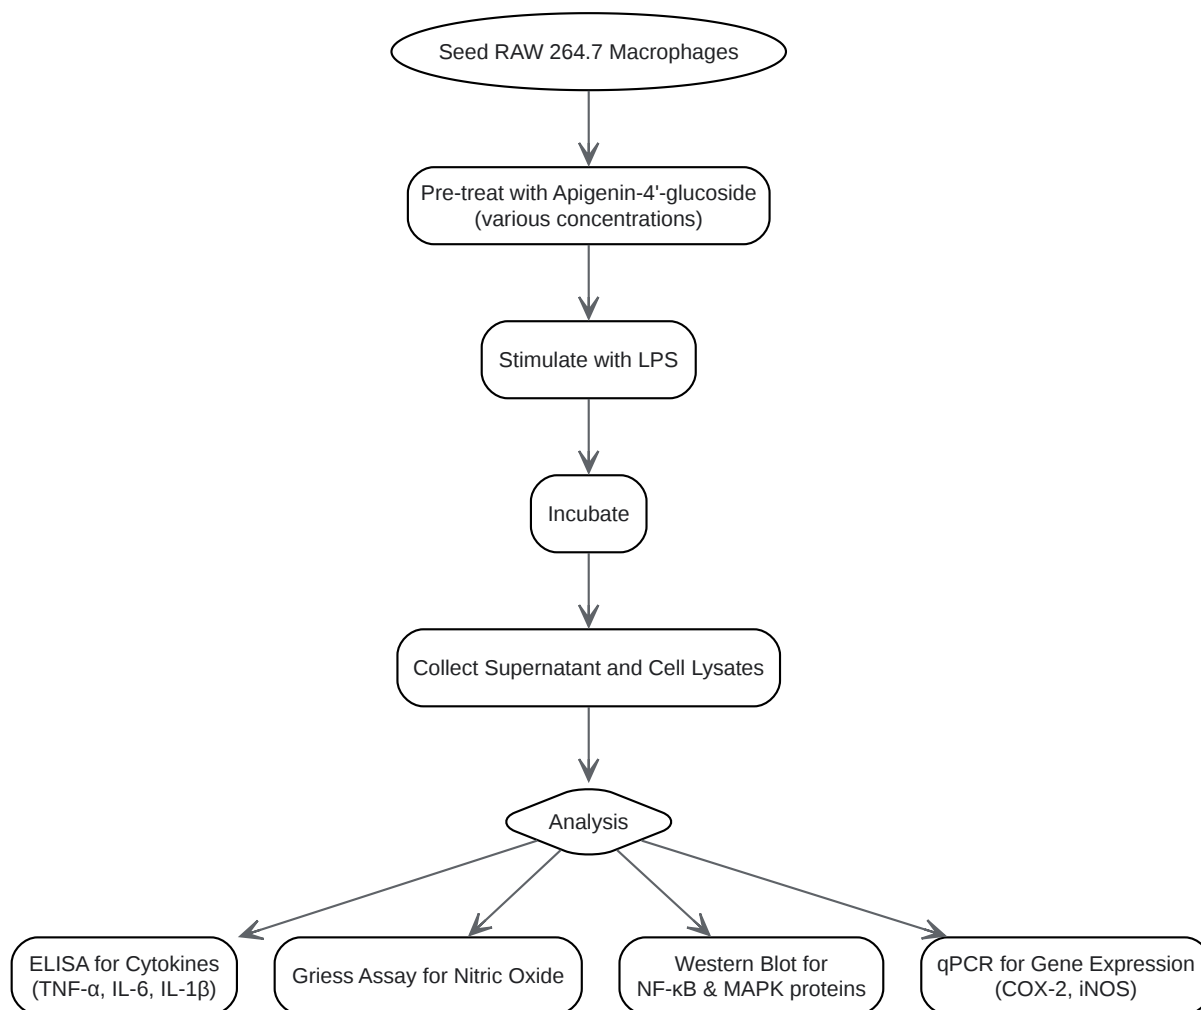 Seed RAW 264.7 Macrophages
Pre-treat with Apigenin-4'-glucoside
(various concentrations)
Stimulate with LPS
Incubate
Collect Supernatant and Cell Lysates
Analysis
ELISA for Cytokines
(TNF-α, IL-6, IL-1β)
Griess Assay for Nitric Oxide
Western Blot for
NF-κB & MAPK proteins
qPCR for Gene Expression
(COX-2, iNOS)